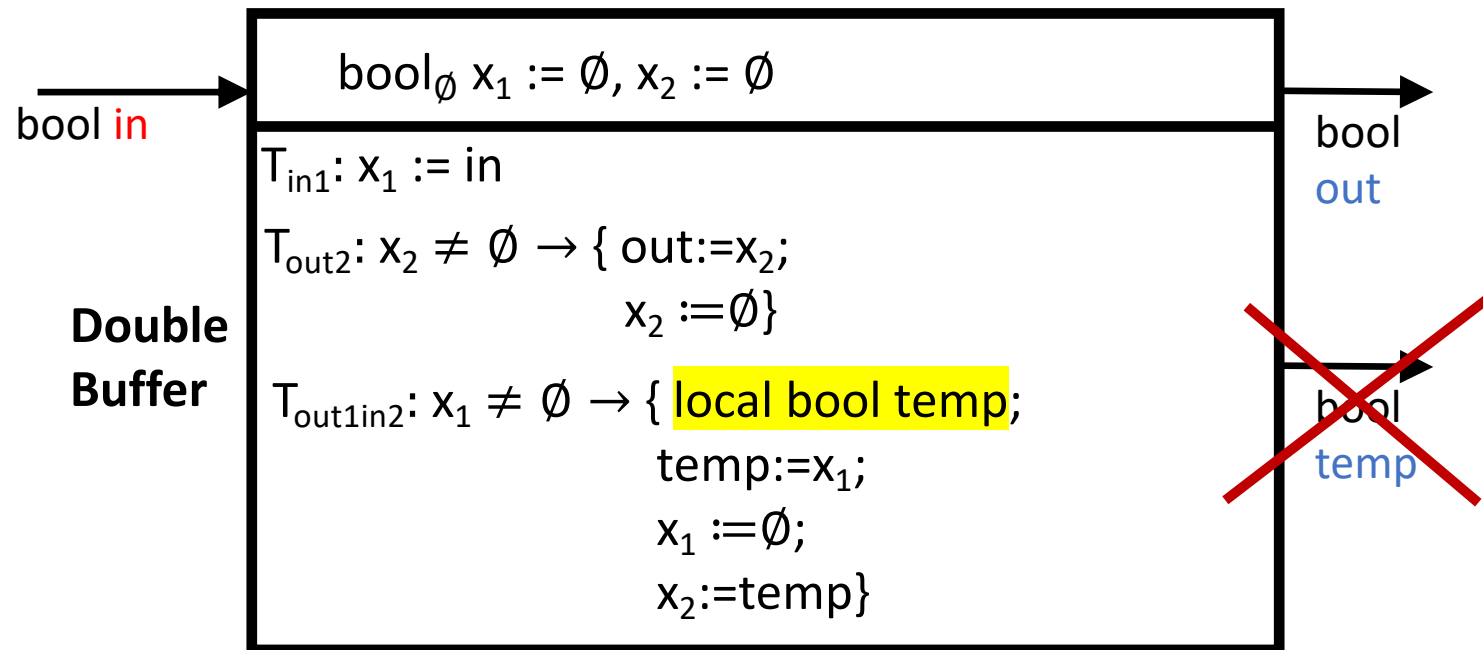 bool∅ x1 := ∅, x2 := ∅
bool in
bool
out
Tin1: x1 := in
Tout2: x2 ≠ ∅ → { out:=x2;
x2 :=∅}
Double
Buffer
Tout1in2: x1 ≠ ∅ → { local bool temp;
temp:=x1;
x1 :=∅;
x2:=temp}
bool
temp